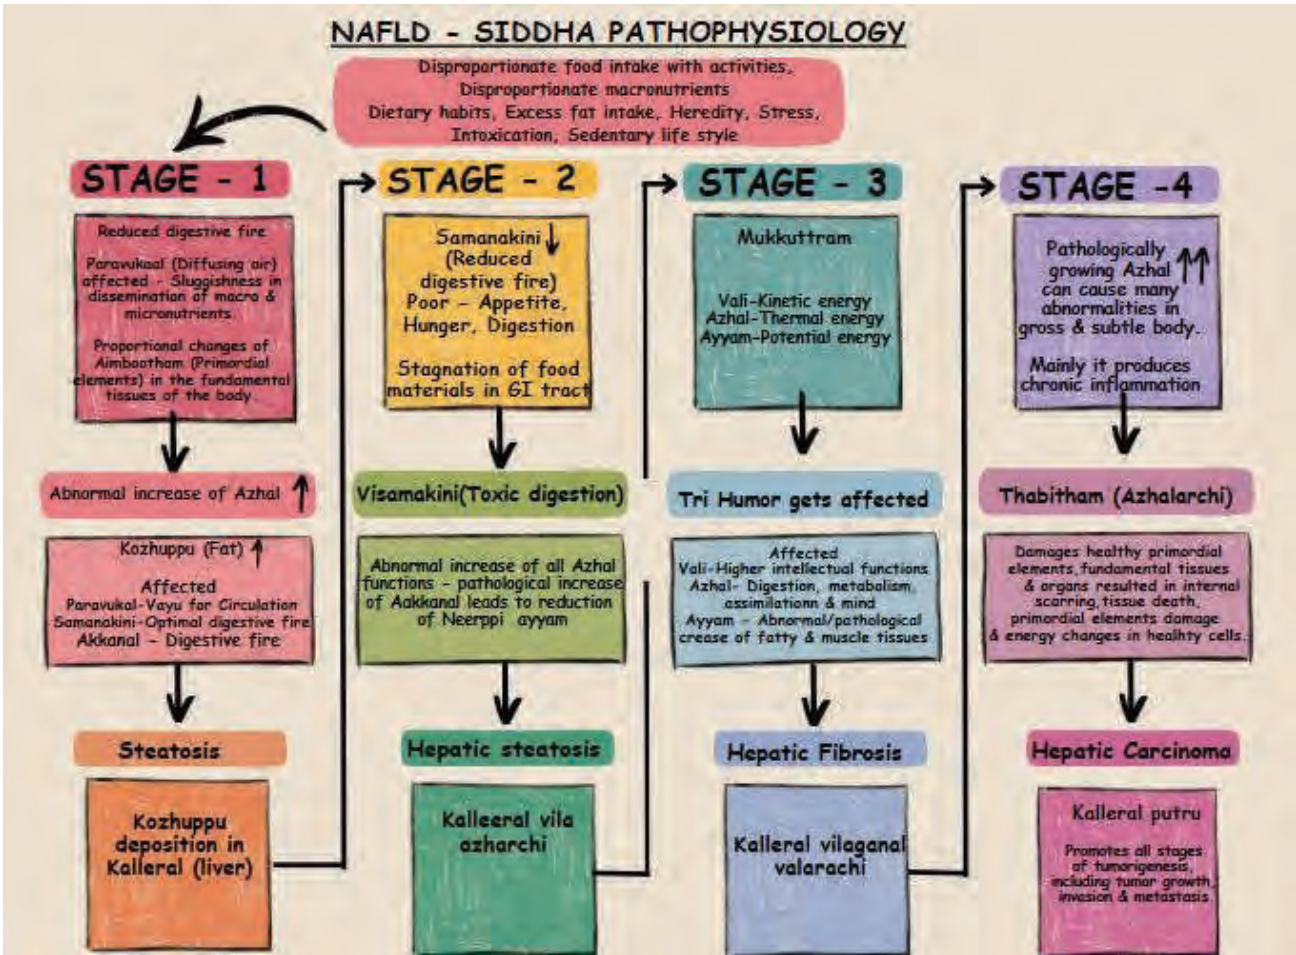 NAFLD - SIDDHA PATHOPHYSIOLOGY
Disproportionate food intake with activities,
Disproportionate macronutrients
Dietary habits, Excess fat intake, Heredity, Stress,
Intoxication, Sedentary life style
STAGE - 1
Reduced digestive fire
Paravukaal (Diffusing air)
affected - Sluggishness in
dissemination of macro &
micronutrients
Proportional changes of
Aimbootham (Primordial
elements) in the fundamental
tissues of the body.
Abnormal increase of Azhal
Kozhuppu (Fat)
Affected
Paravukal-Vayu for Circulation
Samanakini-Optimal digestive fire
Akkanal - Digestive fire
Steatosis
Kozhuppu
deposition in
Kalleral (liver)
STAGE - 2
Samanakini
(Reduced
digestive fire)
Poor - Appetite,
Hunger, Digestion
Stagnation of food
materials in GI tract
Visamakini(Toxic digestion)
Abnormal increase of all Azhal
functions - pathological increase
of Aakkanal leads to reduction
of Neerppi ayyam
Hepatic steatosis
Kalleeral vila
azharchi
STAGE - 3
Mukkuttram
Vali-Kinetic energy
Azhal-Thermal energy
Ayyam-Potential energy
Tri Humor gets affected
Affected
Vali-Higher intellectual functions
Azhal- Digestion, metabolism,
assimilationn & mind
Ayyam - Abnormal/pathological
crease of fatty & muscle tissues
Hepatic Fibrosis
Kalleral vilaganal
valarachi
STAGE -4
Pathologically
growing Azhal
can cause many
abnormalities in
gross & subtle body.
Mainly it produces
chronic inflammation
Thabitham (Azhalarchi)
Damages healthy primordial
elements, fundamental tissues
& organs resulted in internal
scarring, tissue death,
primordial elements damage
& energy changes in healhty cells.
Hepatic Carcinoma
Kalleral putru
Promotes all stages
of tumorigenesis,
including tumor growth,
invasion & metastasis.